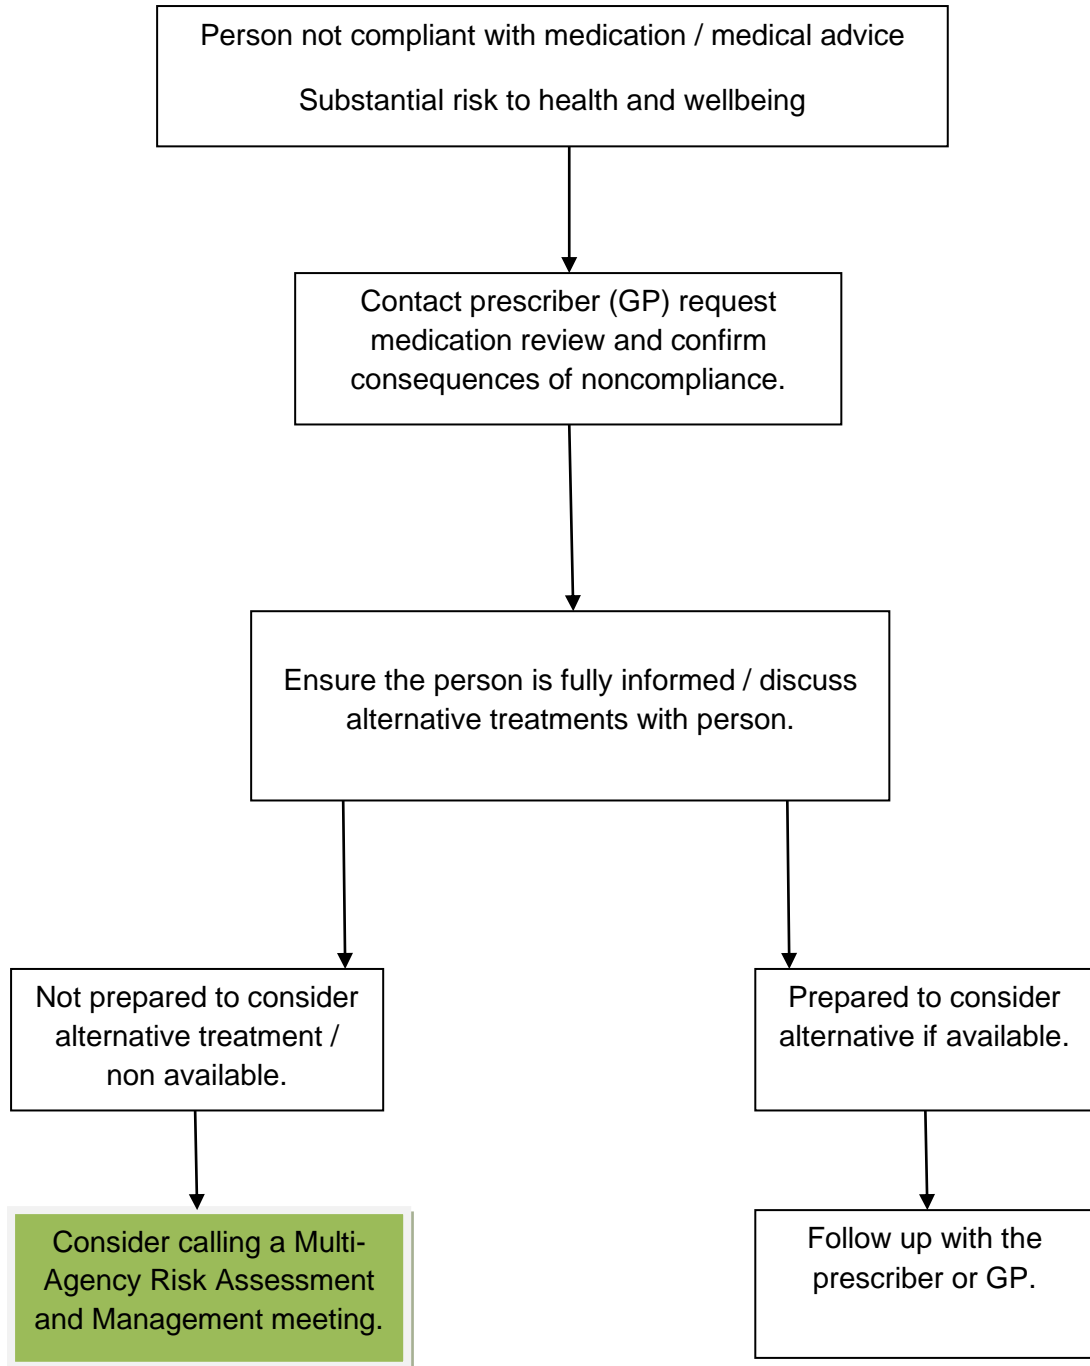 Person not compliant with medication / medical advice
Substantial risk to health and wellbeing
Contact prescriber (GP) request
medication review and confirm
consequences of noncompliance.
Ensure the person is fully informed / discuss
alternative treatments with person.
Not prepared to consider
alternative treatment /
non available.
Prepared to consider
alternative if available.
Consider calling a Multi-
Agency Risk Assessment
and Management meeting.
Follow up with the
prescriber or GP.